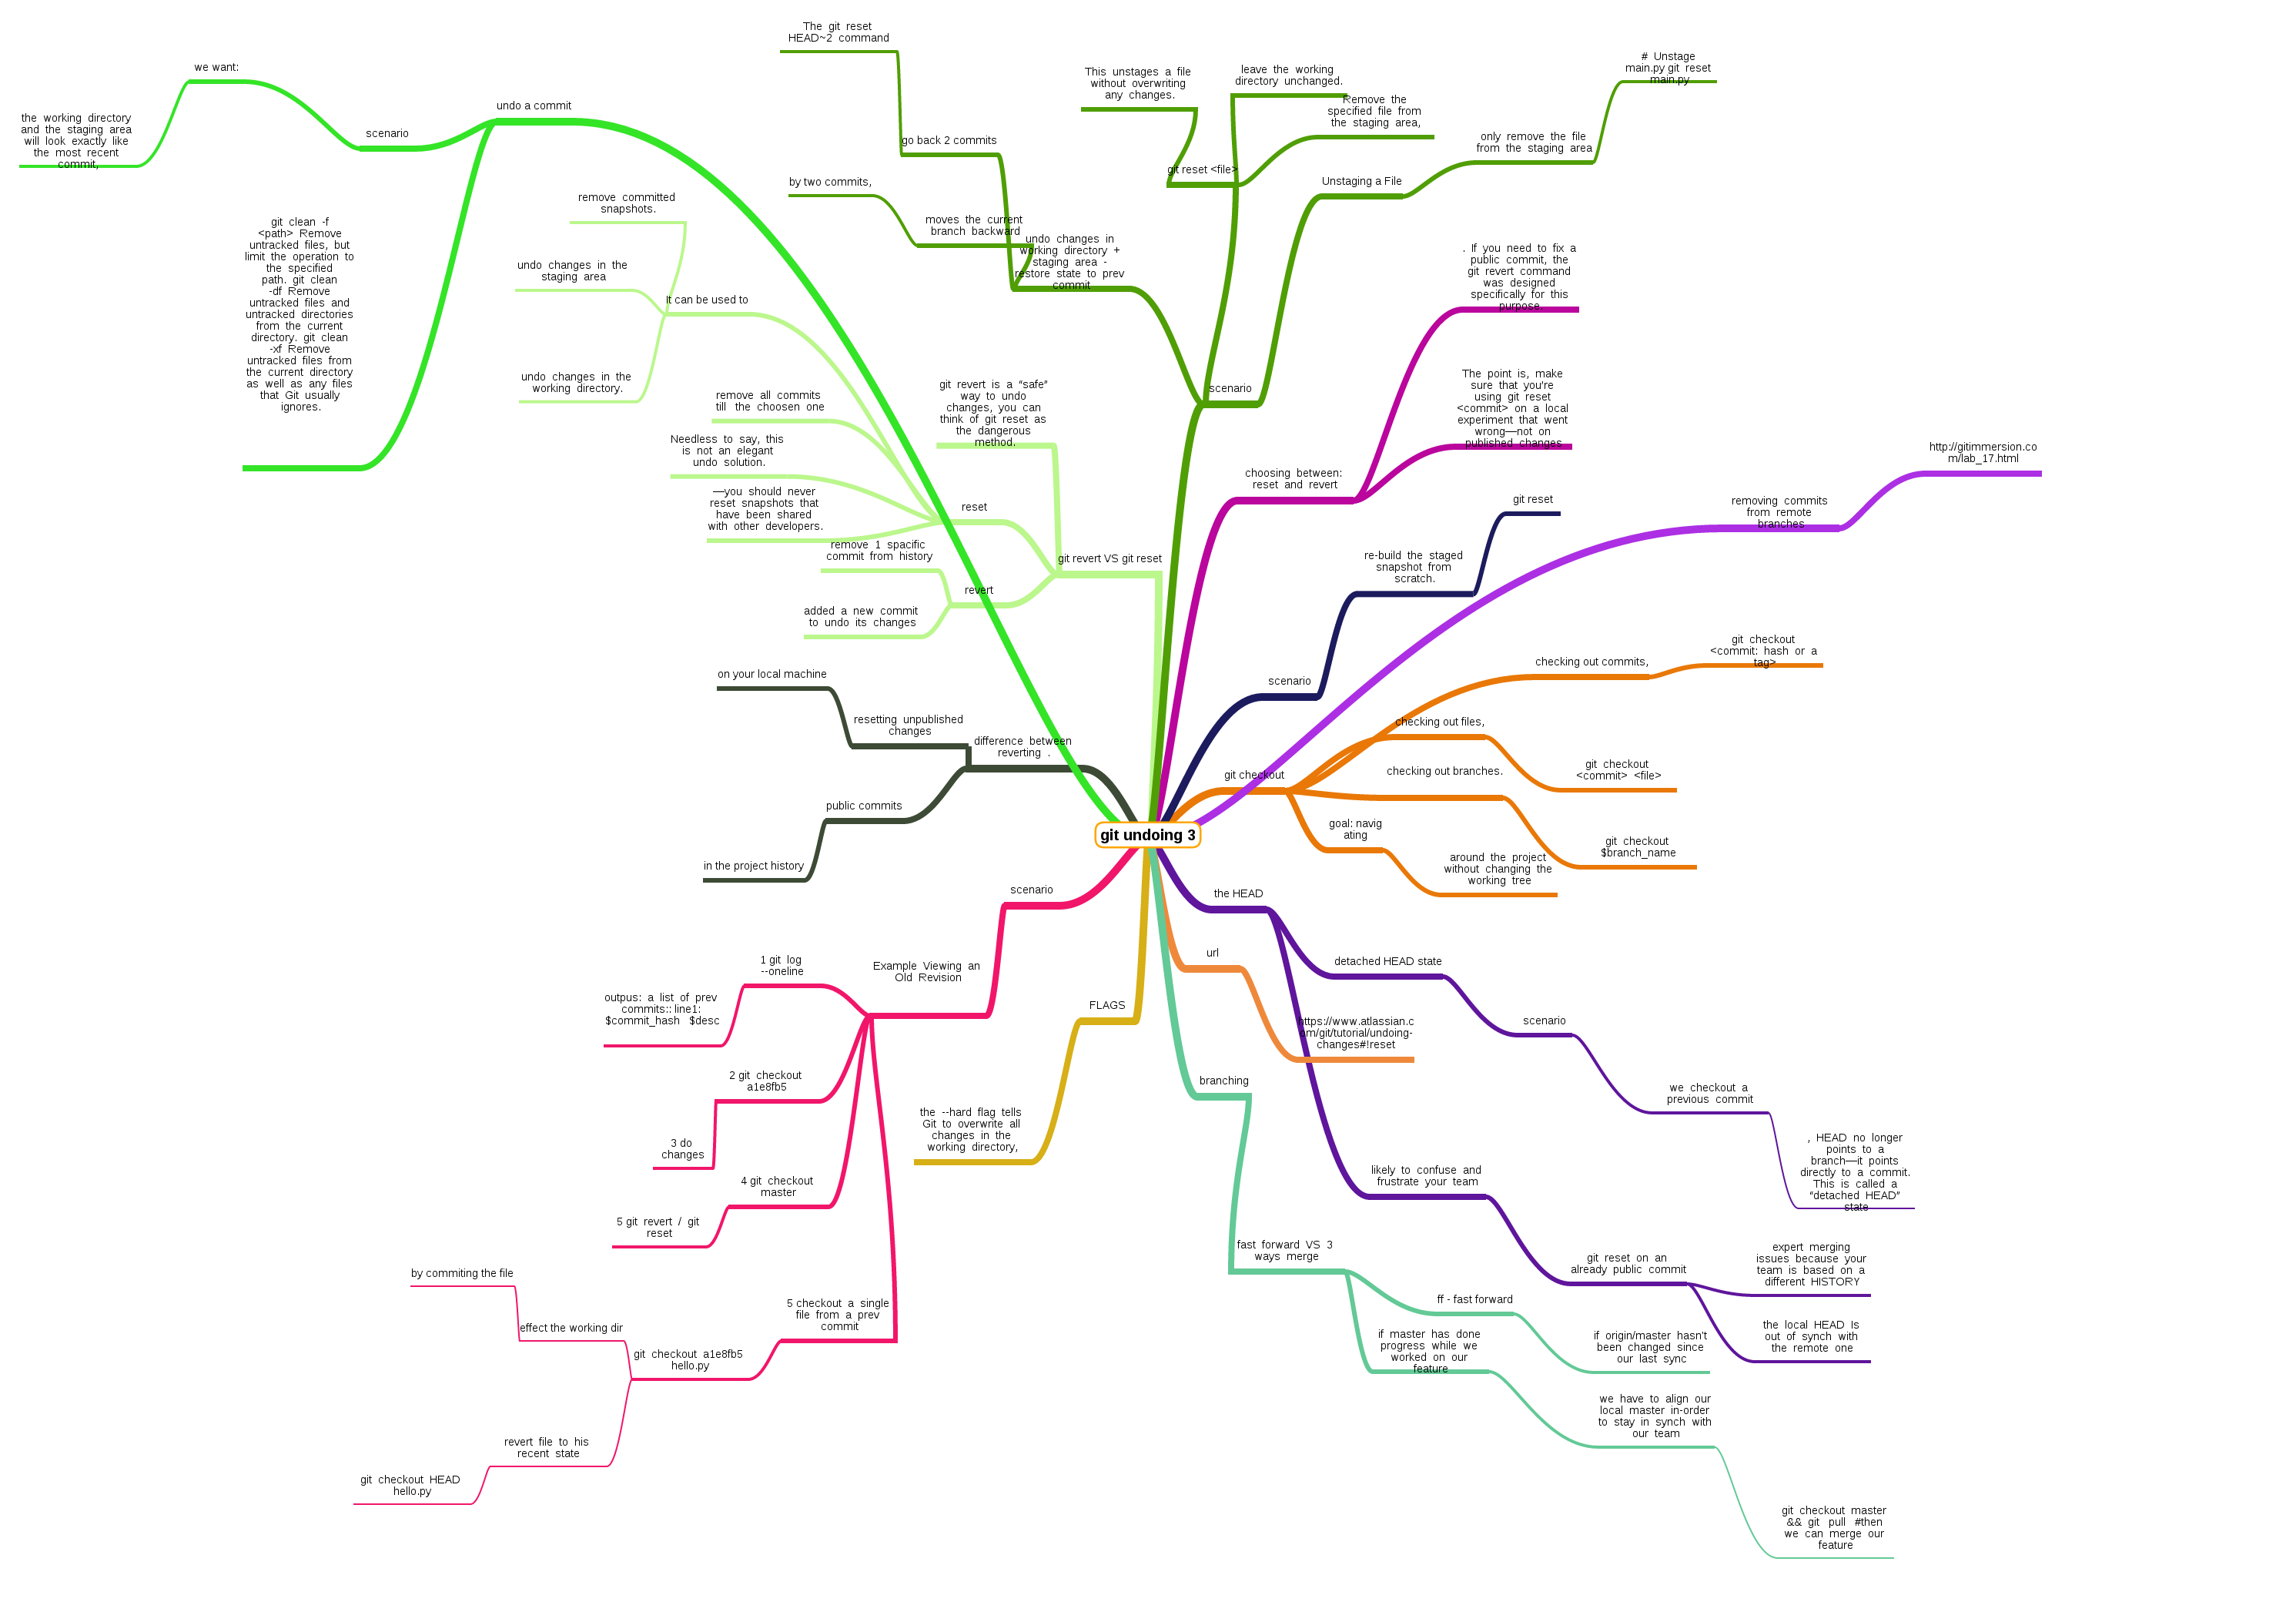 git undoing 3
undo a commit
scenario
we want:
the working directory
and the staging area
will look exactly like
the most recent
commit,
git clean -f
<path> Remove
untracked files, but
limit the operation to
the specified
path. git clean
-df Remove
untracked files and
untracked directories
from the current
directory. git clean
-xf Remove
untracked files from
the current directory
as well as any files
that Git usually
ignores.
The git reset
HEAD~2 command
go back 2 commits
by two commits,
moves the current
branch backward
undo changes in
working directory +
staging area -
restore state to prev
commit
This unstages a file
without overwriting
any changes.
leave the working
directory unchanged.
Remove the
specified file from
the staging area,
git reset <file>
# Unstage
main.py git reset
main.py
only remove the file
from the staging area
Unstaging a File
scenario
remove committed
snapshots.
undo changes in the
staging area
It can be used to
undo changes in the
working directory.
remove all commits
till the choosen one
Needless to say, this
is not an elegant
undo solution.
—you should never
reset snapshots that
have been shared
with other developers.
reset
git revert is a “safe”
way to undo
changes, you can
think of git reset as
the dangerous
method.
git revert VS git reset
remove 1 spacific
commit from history
revert
added a new commit
to undo its changes
. If you need to fix a
public commit, the
git revert command
was designed
specifically for this
purpose.
The point is, make
sure that you're
using git reset
<commit> on a local
experiment that went
wrong—not on
published changes
choosing between:
reset and revert
git reset
re-build the staged
snapshot from
scratch.
scenario
http://gitimmersion.co
m/lab_17.html
removing commits
from remote
branches
git checkout
<commit: hash or a
tag>
checking out commits,
checking out files,
git checkout
<commit> <file>
git checkout
checking out branches.
git checkout
$branch_name
goal: navig
ating
around the project
without changing the
working tree
on your local machine
resetting unpublished
changes
difference between
reverting .
public commits
in the project history
scenario
Example Viewing an
Old Revision
1 git log
--oneline
outpus: a list of prev
commits:: line1:
$commit_hash $desc
2 git checkout
a1e8fb5
3 do
changes
4 git checkout
master
5 git revert / git
reset
5 checkout a single
file from a prev
commit
git checkout a1e8fb5
hello.py
effect the working dir
by commiting the file
revert file to his
recent state
git checkout HEAD
hello.py
FLAGS
the --hard flag tells
Git to overwrite all
changes in the
working directory,
url
https://www.atlassian.c
om/git/tutorial/undoing-
changes#!reset
the HEAD
detached HEAD state
scenario
we checkout a
previous commit
, HEAD no longer
points to a
branch—it points
directly to a commit.
This is called a
“detached HEAD”
state
likely to confuse and
frustrate your team
git reset on an
already public commit
expert merging
issues because your
team is based on a
different HISTORY
the local HEAD Is
out of synch with
the remote one
branching
fast forward VS 3
ways merge
ff - fast forward
if origin/master hasn't
been changed since
our last sync
if master has done
progress while we
worked on our
feature
we have to align our
local master in-order
to stay in synch with
our team
git checkout master
&& git pull #then
we can merge our
feature